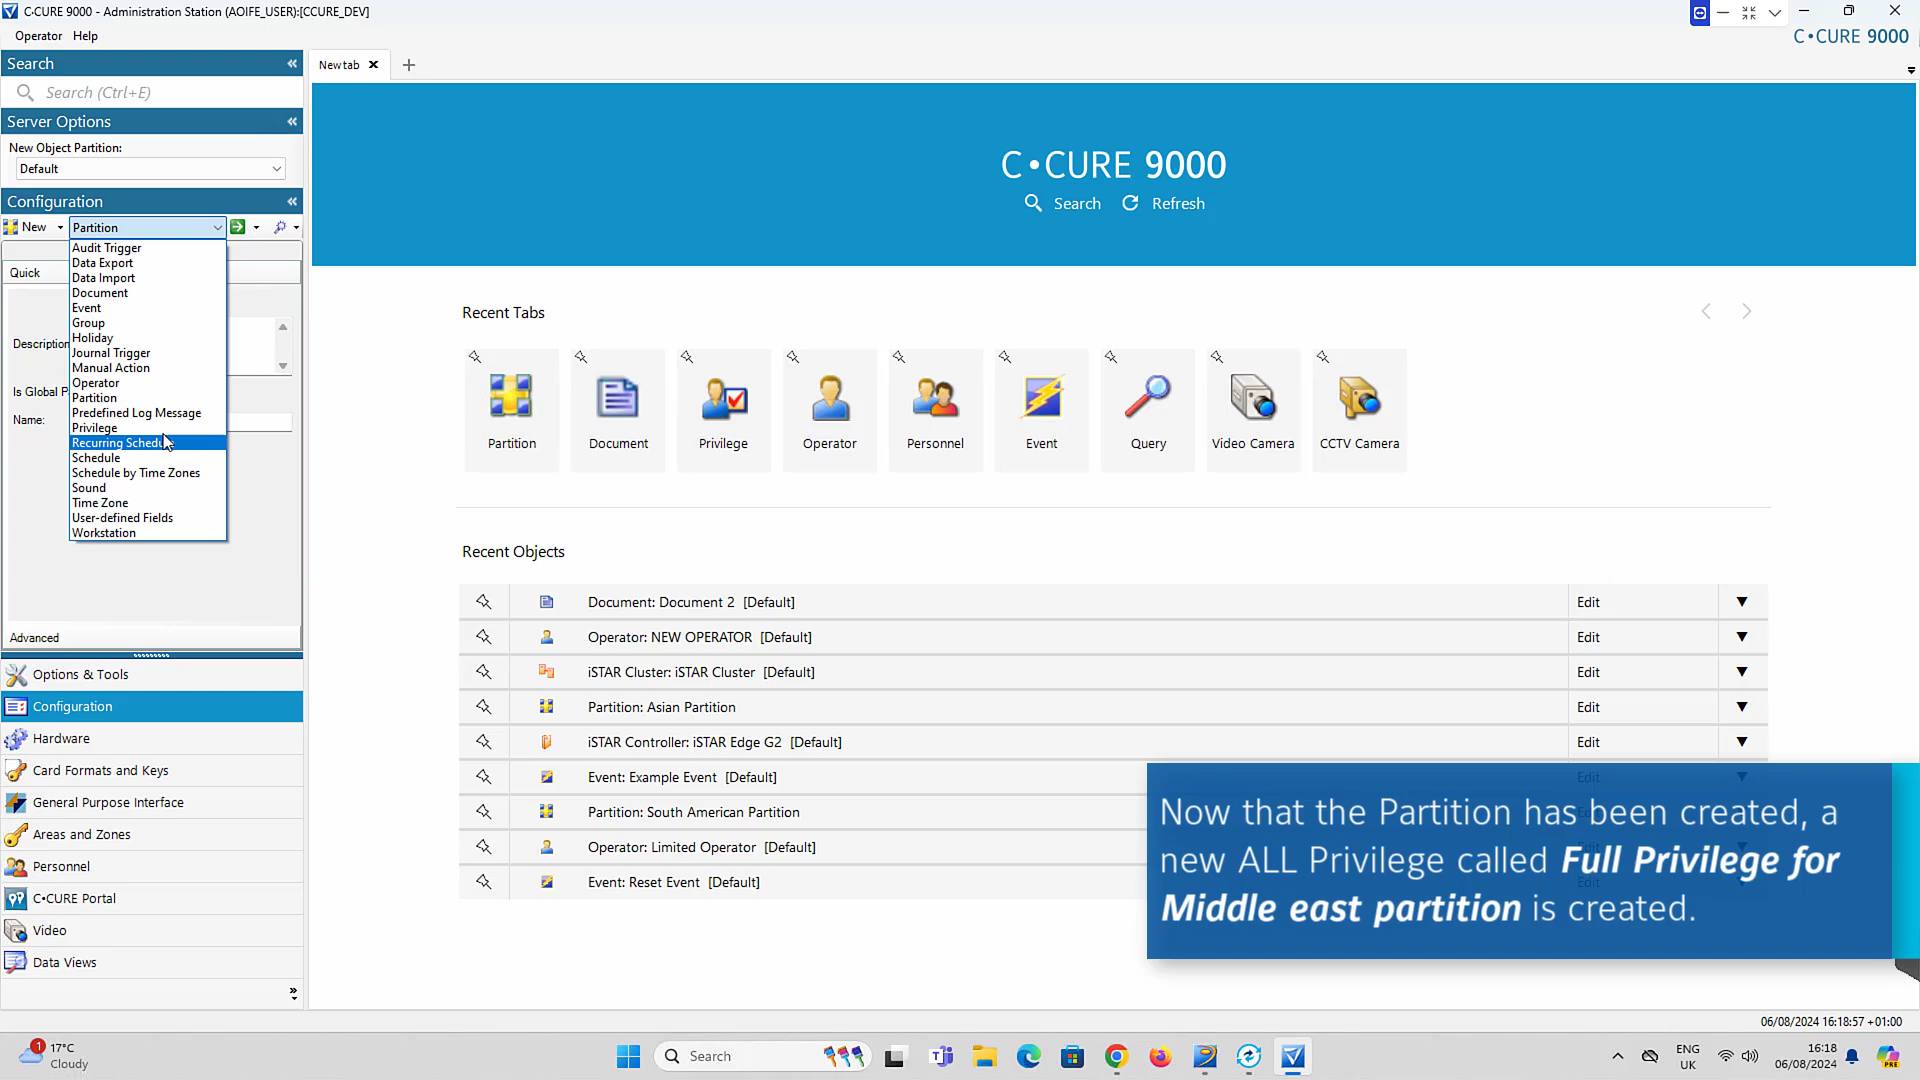 C•CURE 9000 - Administration Station (AOIFE_USER):[CCURE_DEV]
Operator Help
C•CURE 9000
Search
Search (Ctrl+E)
Server Options
New Object Partition:
Default
Configuration
New
Partition
Audit Trigger
Data Export
Data Import
Document
Event
Group
Holiday
Journal Trigger
Manual Action
Operator
Partition
Predefined Log Message
Privilege
Recurring
Schedule
Schedule by Time Zones
Sound
Time Zone
User-defined Fields
Workstation
Quick
Is Global
Name:
Advanced
Options & Tools
Configuration
Hardware
Card Formats and Keys
General Purpose Interface
Areas and Zones
Personnel
C•CURE Portal
Video
Data Views
New tab
C•CURE 9000
Search Refresh
Recent Tabs
Partition Document Privilege Operator Personnel Event Query Video Camera CCTV Camera
Recent Objects
Document: Document 2 [Default] Edit
Operator: NEW OPERATOR [Default] Edit
iSTAR Cluster: iSTAR Cluster [Default] Edit
Partition: Asian Partition Edit
iSTAR Controller: iSTAR Edge G2 [Default] Edit
Event: Example Event [Default]
Partition: South American Partition
Operator: Limited Operator [Default]
Event: Reset Event [Default]
Now that the Partition has been created, a
new ALL Privilege called Full Privilege for
Middle east partition is created.
06/08/2024 16:18:57 +01:00
1
17°C
Cloudy
Search
ENG
UK
16:18
06/08/2024
PRE